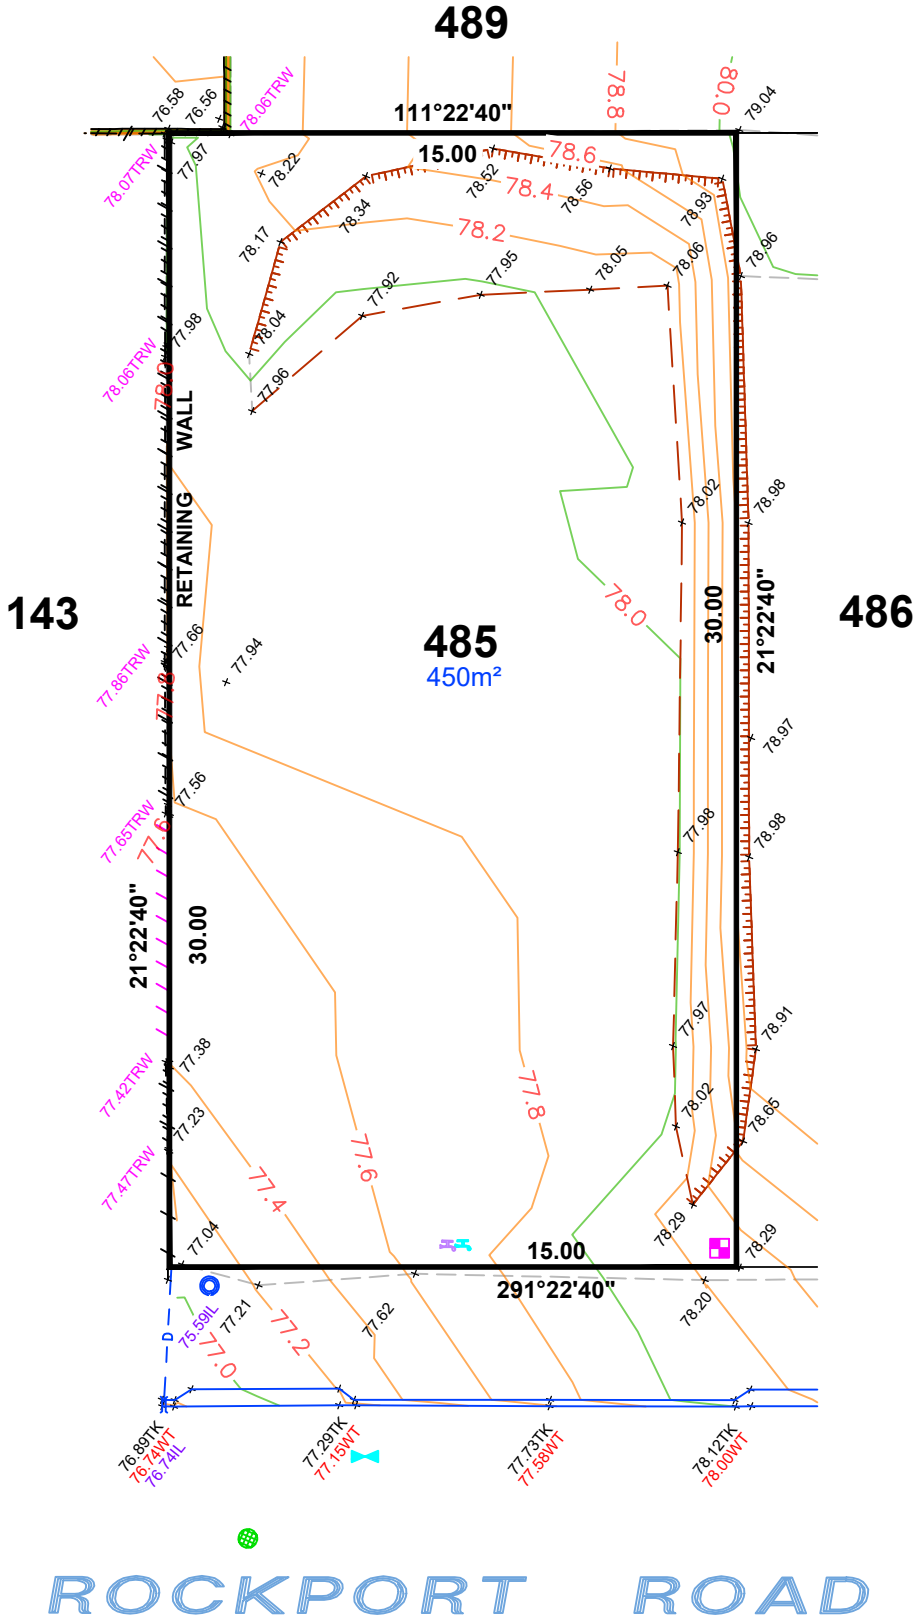 489
76.58
76.56
78.06TRW
111°22'40"
78.8
80.0
79.04
78.07TRW
77.97
78.22
15.00
78.52
78.6
78.4
78.56
78.93
78.34
78.17
78.2
78.96
78.06
78.05
77.95
77.92
78.04
77.98
78.06TRW
78.0
77.96
RETAINING WALL
78.02
78.98
143
485
450m²
78.0
30.00
21°22'40"
486
77.66
77.94
77.86TRW
77.8
78.97
77.56
77.65TRW
77.6
77.98
78.98
21°22'40"
30.00
77.97
78.91
77.38
77.42TRW
77.8
78.02
78.65
77.23
77.47TRW
77.6
77.4
77.04
78.29
78.29
H
H
15.00
291°22'40"
75.59IL
77.21
77.2
77.62
78.20
D
77.0
76.89TK
76.74WT
76.74IL
77.29TK
77.15WT
77.73TK
77.58WT
78.12TK
78.00WT
ROCKPORT ROAD